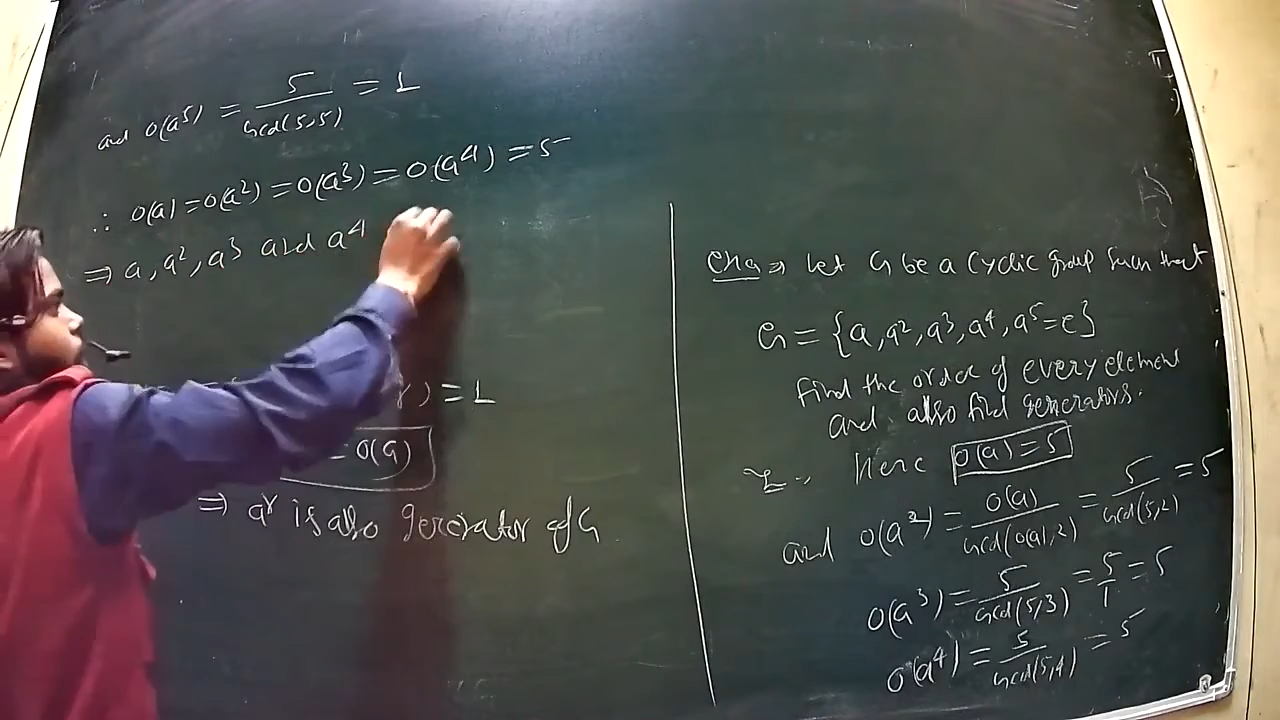 and O(a⁵) = 5/Gcd(5,5) = 1
∴ O(a) = O(a²) = O(a³) = O(a⁴) = 5
⇒ a, a², a³ and a⁴
) = 1
= O(G)
⇒ aʳ is also generator of G
exa ⇒ Let G be a Cyclic group such that
G = {a, a², a³, a⁴, a⁵=e}
find the order of every element
and also find generators.
Here O(a) = 5
and O(a²) = O(a)/Gcd(O(a),2) = 5/Gcd(5,2) = 5
O(a³) = 5/Gcd(5,3) = 5/1 = 5
O(a⁴) = 5/Gcd(5,4) = 5